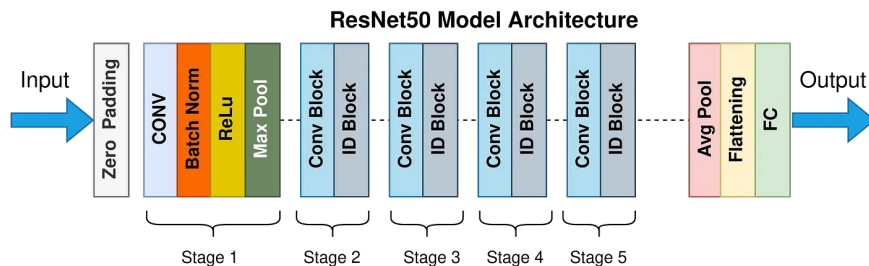 ResNet50 Model Architecture
Input
Zero Padding
CONV
Batch Norm
ReLu
Max Pool
Conv Block
ID Block
Conv Block
ID Block
Conv Block
ID Block
Conv Block
ID Block
Avg Pool
Flattening
FC
Output
Stage 1
Stage 2
Stage 3
Stage 4
Stage 5